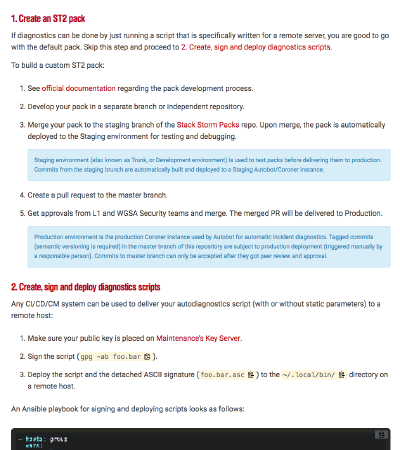 1. Create an ST2 pack
If diagnostics can be done by just running a script that is specifically written for a remote server, you are good to go
with the default pack. Skip this step and proceed to 2. Create, sign and deploy diagnostics scripts.
To build a custom ST2 pack:
1. See official documentation regarding the pack development process.
2. Develop your pack in a separate branch or independent repository.
3. Merge your pack to the staging branch of the Stack Storm Packs repo. Upon merge, the pack is automatically
deployed to the Staging environment for testing and debugging.
Staging environment (also known as Trunk, or Development environment) is used to test packs before delivering them to production.
Commits from the staging branch are automatically built and deployed to a Staging Autobot/Coroner instance.
4. Create a pull request to the master branch.
5. Get approvals from L1 and WGSA Security teams and merge. The merged PR will be delivered to Production.
Production environment is the production Coroner instance used by Autobot for automatic incident diagnostics. Tagged commits
(semantic versioning is required) in the master branch of this repository are subject to production deployment (triggered manually by
a responsible person). Commits to master branch can only be accepted after they got peer review and approval.
2. Create, sign and deploy diagnostics scripts
Any CI/CD/CM system can be used to deliver your autodiagnostics script (with or without static parameters) to a
remote host:
1. Make sure your public key is placed on Maintenance's Key Server.
2. Sign the script (gpg -ab foo.bar).
3. Deploy the script and the detached ASCII signature (foo.bar.asc) to the ~/.local/bin/ directory on
a remote host.
An Ansible playbook for signing and deploying scripts looks as follows:
- hosts: group
vars: